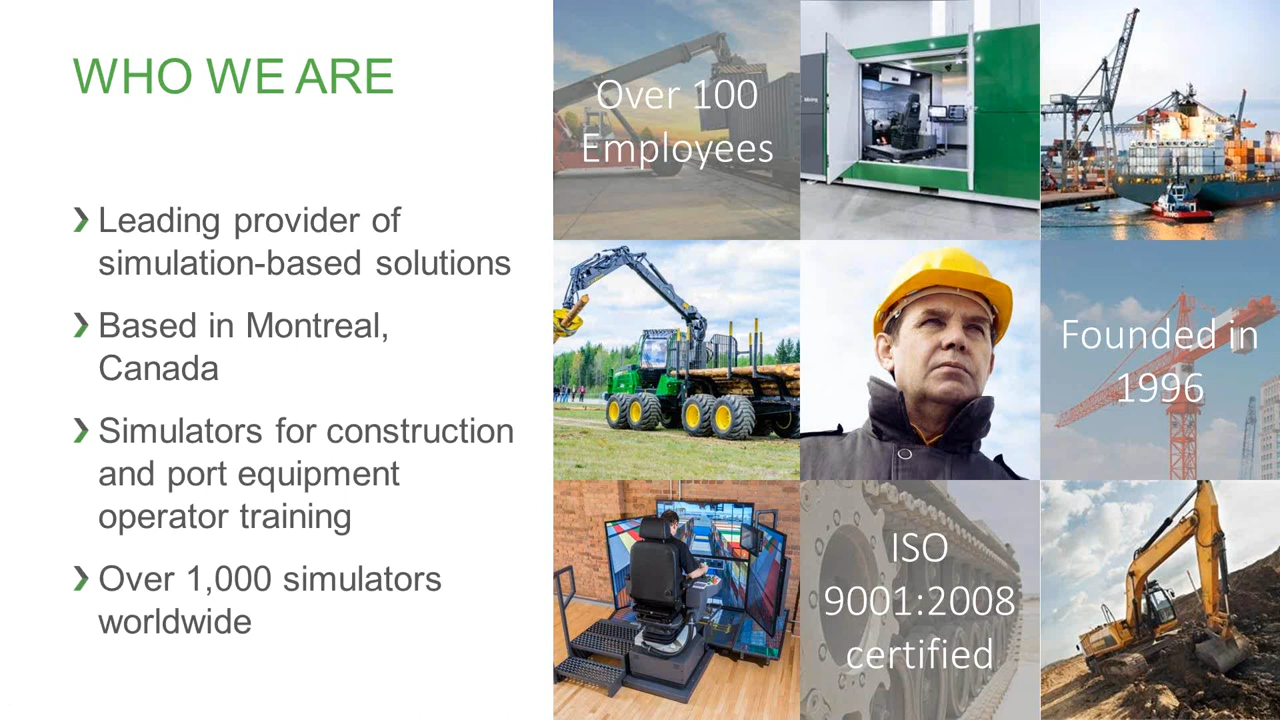 WHO WE ARE
Leading provider of
simulation-based solutions
Based in Montreal,
Canada
Simulators for construction
and port equipment
operator training
Over 1,000 simulators
worldwide
Over 100
Employees
Founded in
1996
ISO
9001:2008
certified